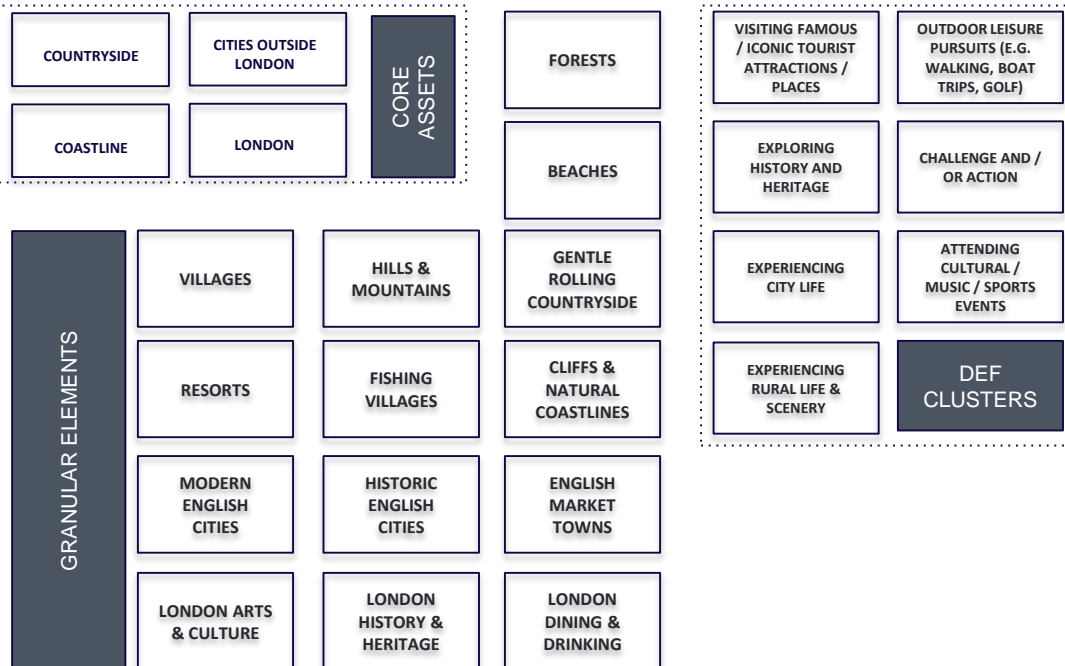 COUNTRYSIDE
CITIES OUTSIDE
LONDON
COASTLINE
LONDON
CORE
ASSETS
FORESTS
BEACHES
GRANULAR ELEMENTS
VILLAGES
HILLS &
MOUNTAINS
GENTLE
ROLLING
COUNTRYSIDE
RESORTS
FISHING
VILLAGES
CLIFFS &
NATURAL
COASTLINES
MODERN
ENGLISH
CITIES
HISTORIC
ENGLISH
CITIES
ENGLISH
MARKET
TOWNS
LONDON ARTS
& CULTURE
LONDON
HISTORY &
HERITAGE
LONDON
DINING &
DRINKING
VISITING FAMOUS
/ ICONIC TOURIST
ATTRACTIONS /
PLACES
OUTDOOR LEISURE
PURSUITS (E.G.
WALKING, BOAT
TRIPS, GOLF)
EXPLORING
HISTORY AND
HERITAGE
CHALLENGE AND /
OR ACTION
EXPERIENCING
CITY LIFE
ATTENDING
CULTURAL /
MUSIC / SPORTS
EVENTS
EXPERIENCING
RURAL LIFE &
SCENERY
DEF
CLUSTERS